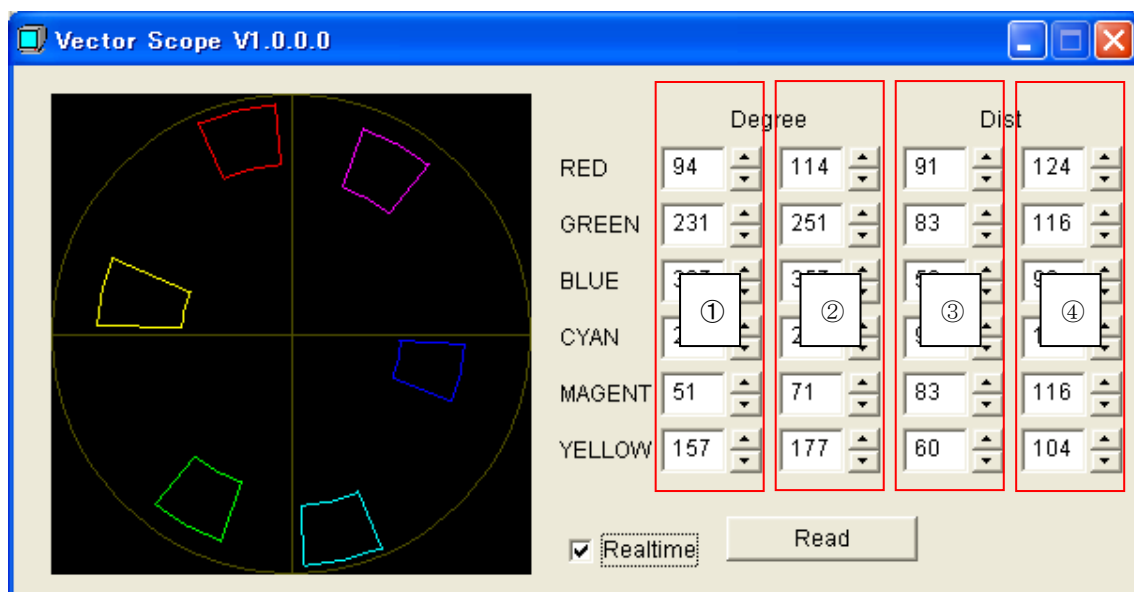 Vector Scope V1.0.0.0
Degree Dist
RED 94 114 91 124
GREEN 231 251 83 116
BLUE
① ② ③ ④
CYAN
MAGENT 51 71 83 116
YELLOW 157 177 60 104
Realtime Read